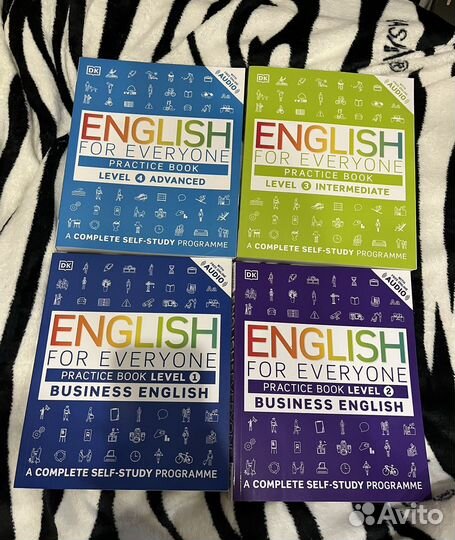 DK
WITH FREE AUDIO
ENGLISH
FOR EVERYONE
PRACTICE BOOK
LEVEL 4 ADVANCED
A COMPLETE SELF-STUDY PROGRAMME
DK
AUDIO
ENGLISH
FOR EVERYONE
PRACTICE BOOK
LEVEL 3 INTERMEDIATE
A COMPLETE SELF-STUDY PROGRAMME
DK
AUDIO
ENGLISH
FOR EVERYONE
PRACTICE BOOK LEVEL 1
BUSINESS ENGLISH
A COMPLETE SELF-STUDY PROGRAMME
DK
AUDIO
ENGLISH
FOR EVERYONE
PRACTICE BOOK LEVEL 2
BUSINESS ENGLISH
A COMPLETE SELF-STUDY PROGRAMME
Avito